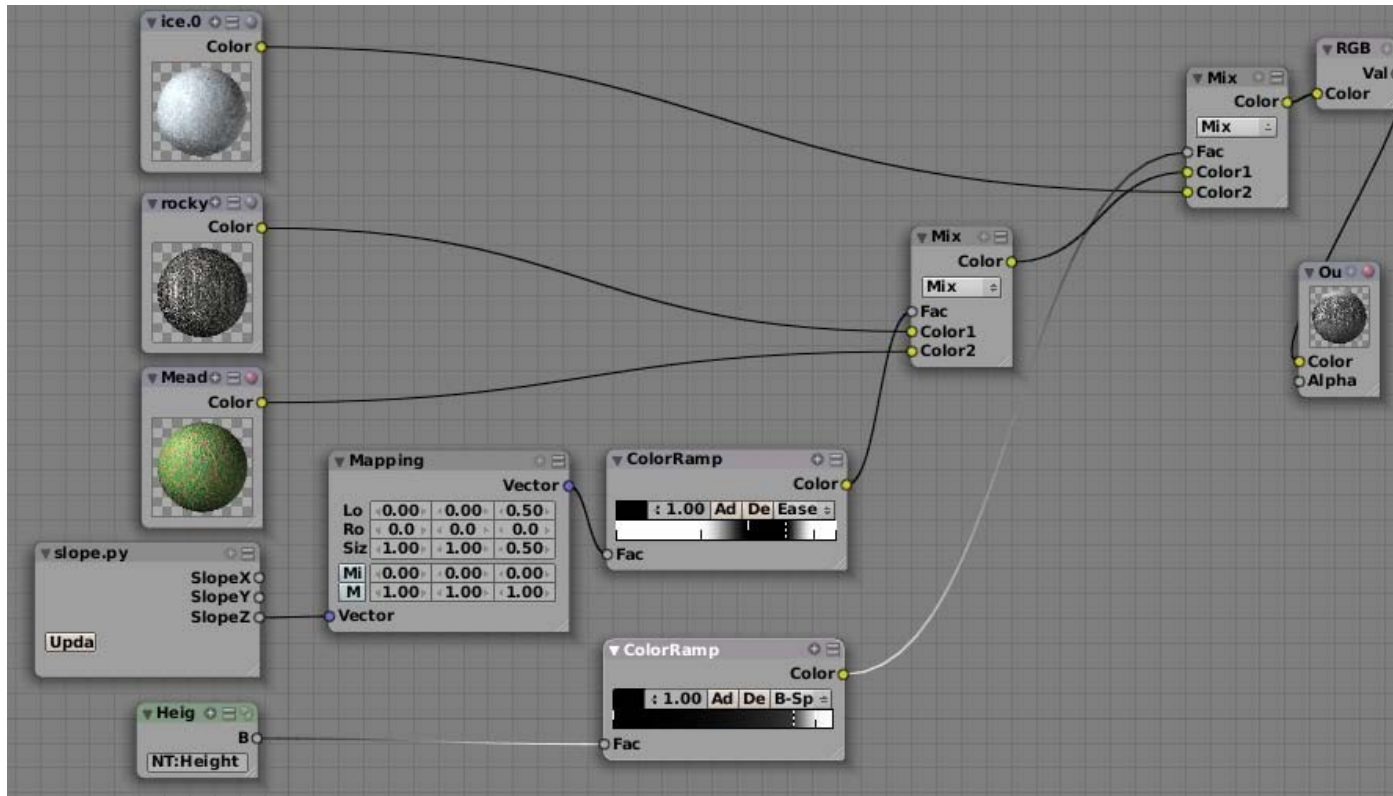 ice.0
Color
rocky
Color
Mead
Color
slope.py
SlopeX
SlopeY
SlopeZ
Upda
Heig
B
NT:Height
Mapping
Vector
Lo 0.00 0.00 0.50
Ro 0.0 0.0 0.0
Siz 1.00 1.00 0.50
Mi 0.00 0.00 0.00
M 1.00 1.00 1.00
Vector
ColorRamp
Color
: 1.00 Ad De Ease
Fac
ColorRamp
Color
: 1.00 Ad De B-Sp
Fac
Mix
Color
Mix
Fac
Color1
Color2
Mix
Color
Mix
Fac
Color1
Color2
RGB
Val
Color
Ou
Color
Alpha